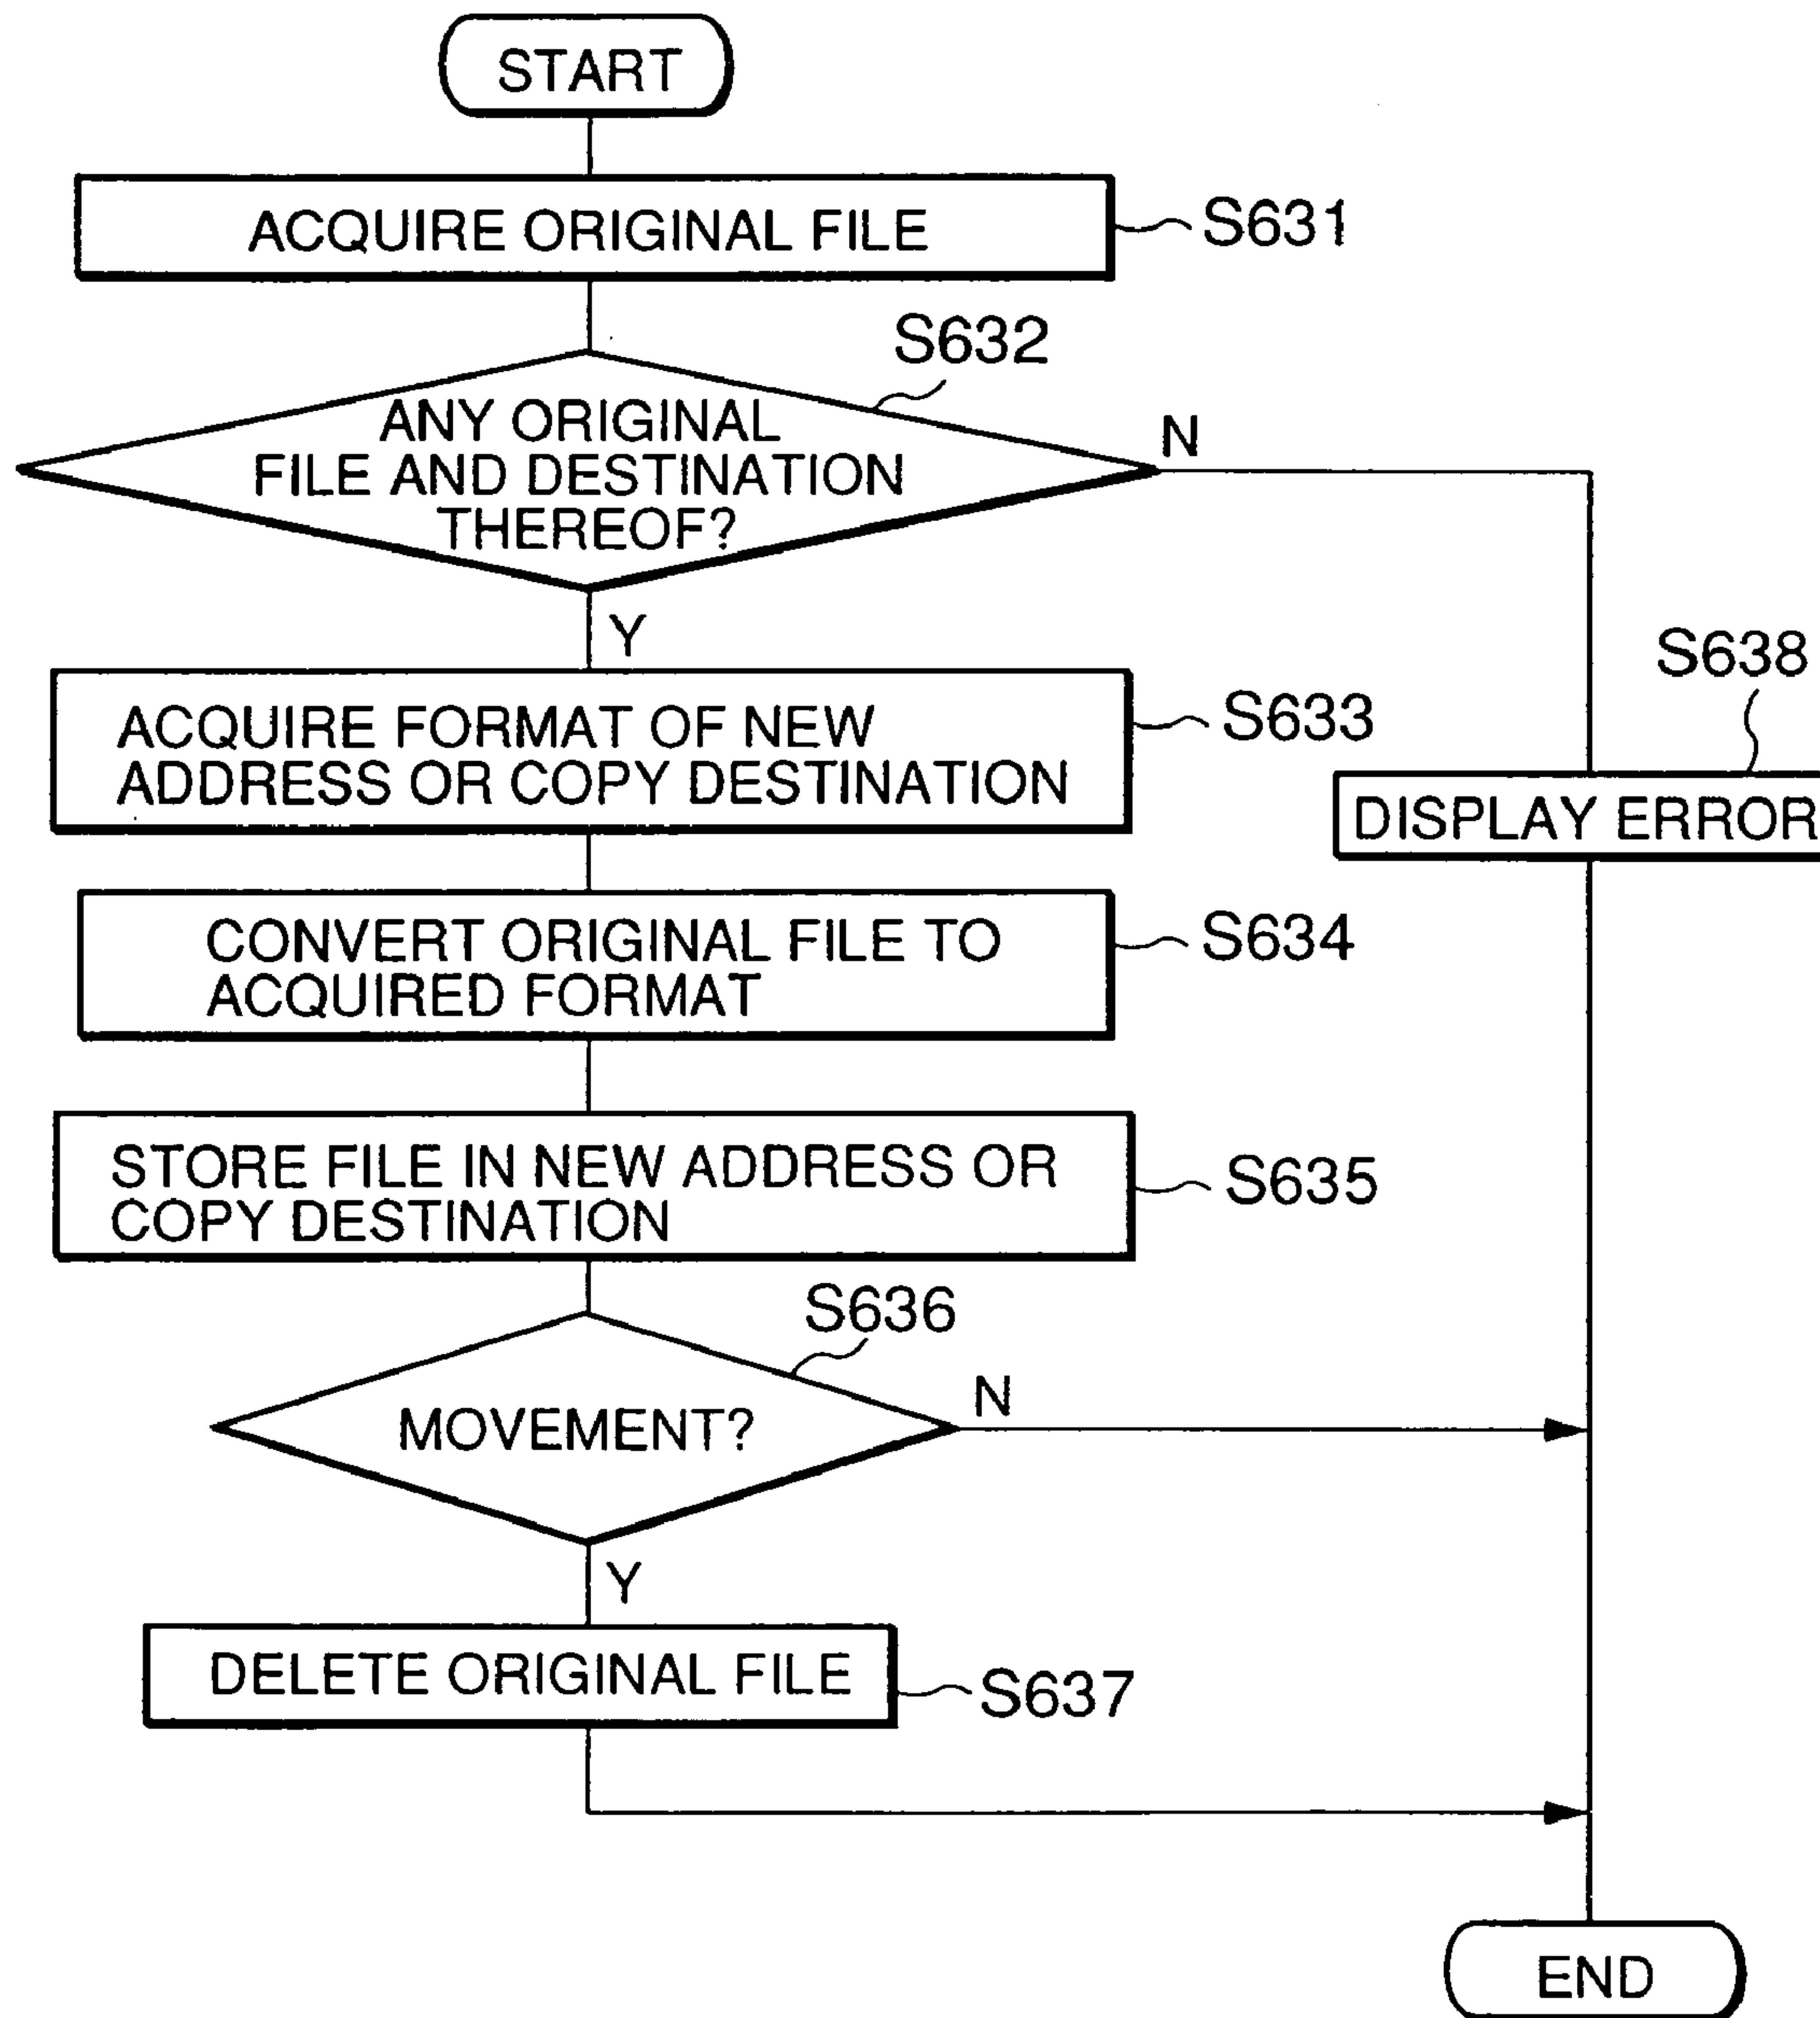 START
ACQUIRE ORIGINAL FILE
S631
S632
ANY ORIGINAL
FILE AND DESTINATION
THEREOF?
N
Y
S633
ACQUIRE FORMAT OF NEW
ADDRESS OR COPY DESTINATION
S638
DISPLAY ERROR
CONVERT ORIGINAL FILE TO
ACQUIRED FORMAT
S634
STORE FILE IN NEW ADDRESS OR
COPY DESTINATION
S635
S636
MOVEMENT?
N
Y
DELETE ORIGINAL FILE
S637
END